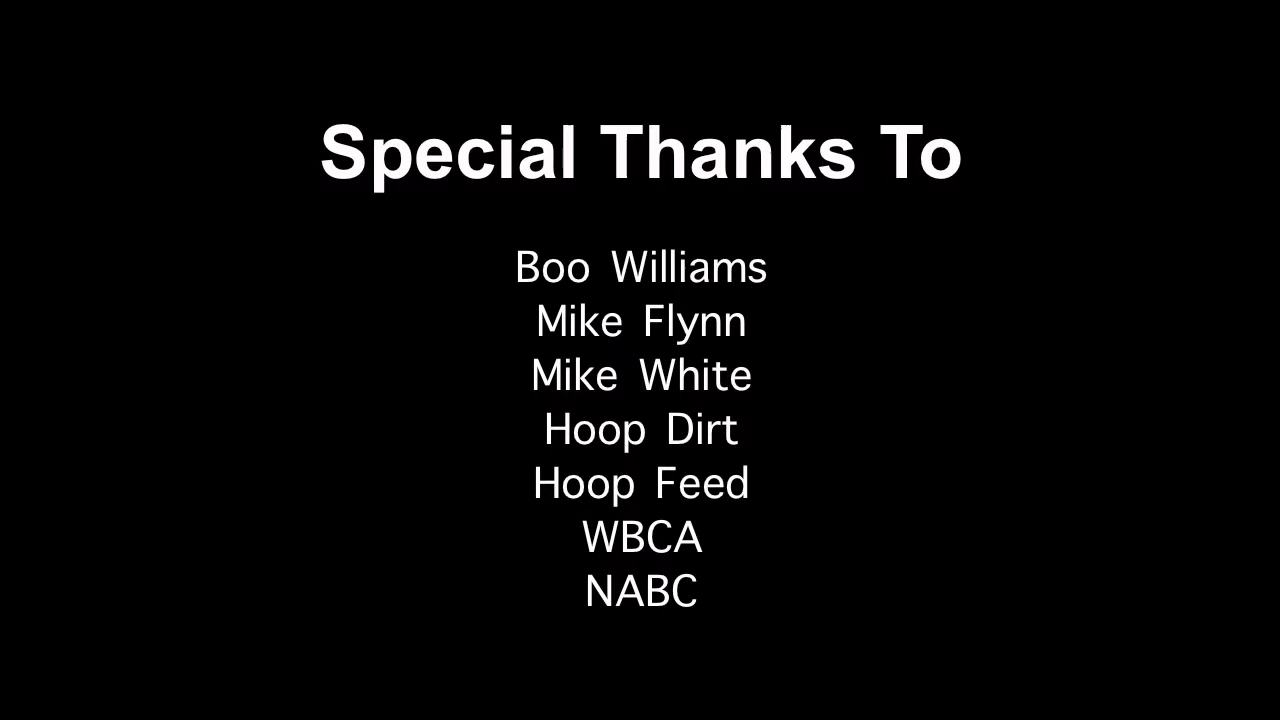 Special Thanks To
Boo Williams
Mike Flynn
Mike White
Hoop Dirt
Hoop Feed
WBCA
NABC